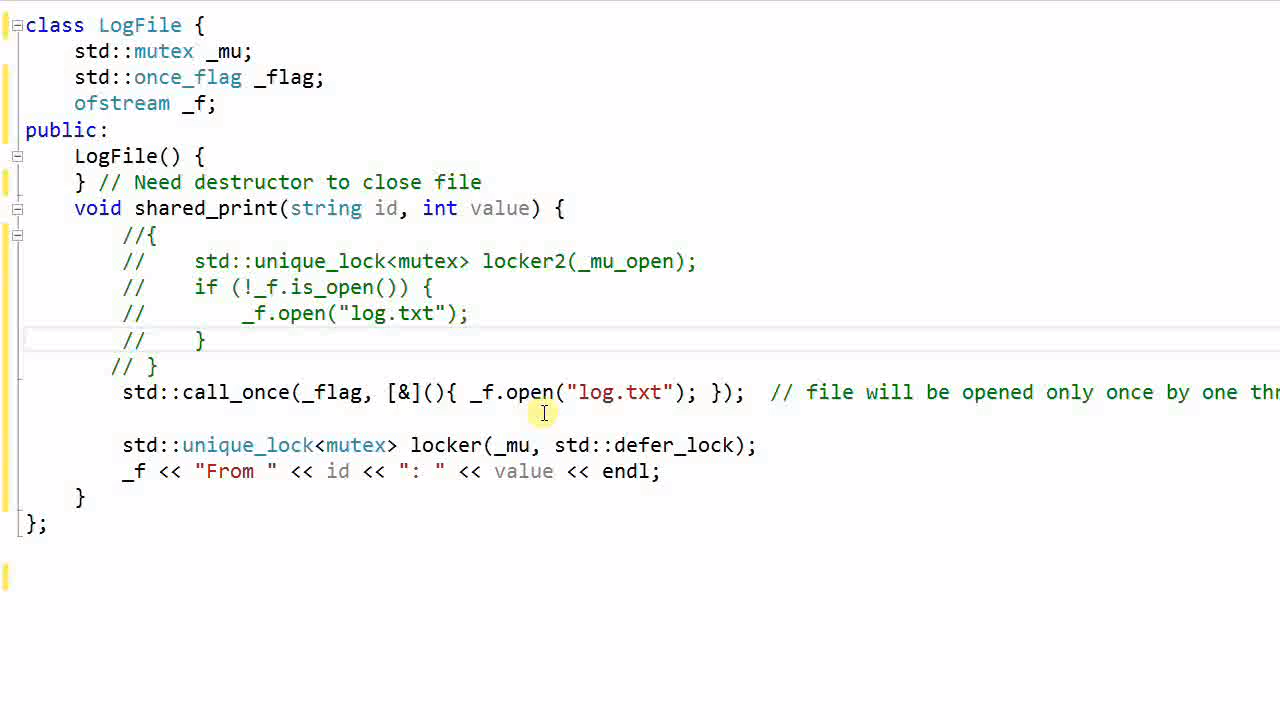 class LogFile {
    std::mutex _mu;
    std::once_flag _flag;
    ofstream _f;
public:
    LogFile() {
    } // Need destructor to close file
    void shared_print(string id, int value) {
        //{
        //    std::unique_lock<mutex> locker2(_mu_open);
        //    if (!_f.is_open()) {
        //        _f.open("log.txt");
        //    }
       // }
        std::call_once(_flag, [&](){ _f.open("log.txt"); });  // file will be opened only once by one thr
        std::unique_lock<mutex> locker(_mu, std::defer_lock);
        _f << "From " << id << ": " << value << endl;
    }
};